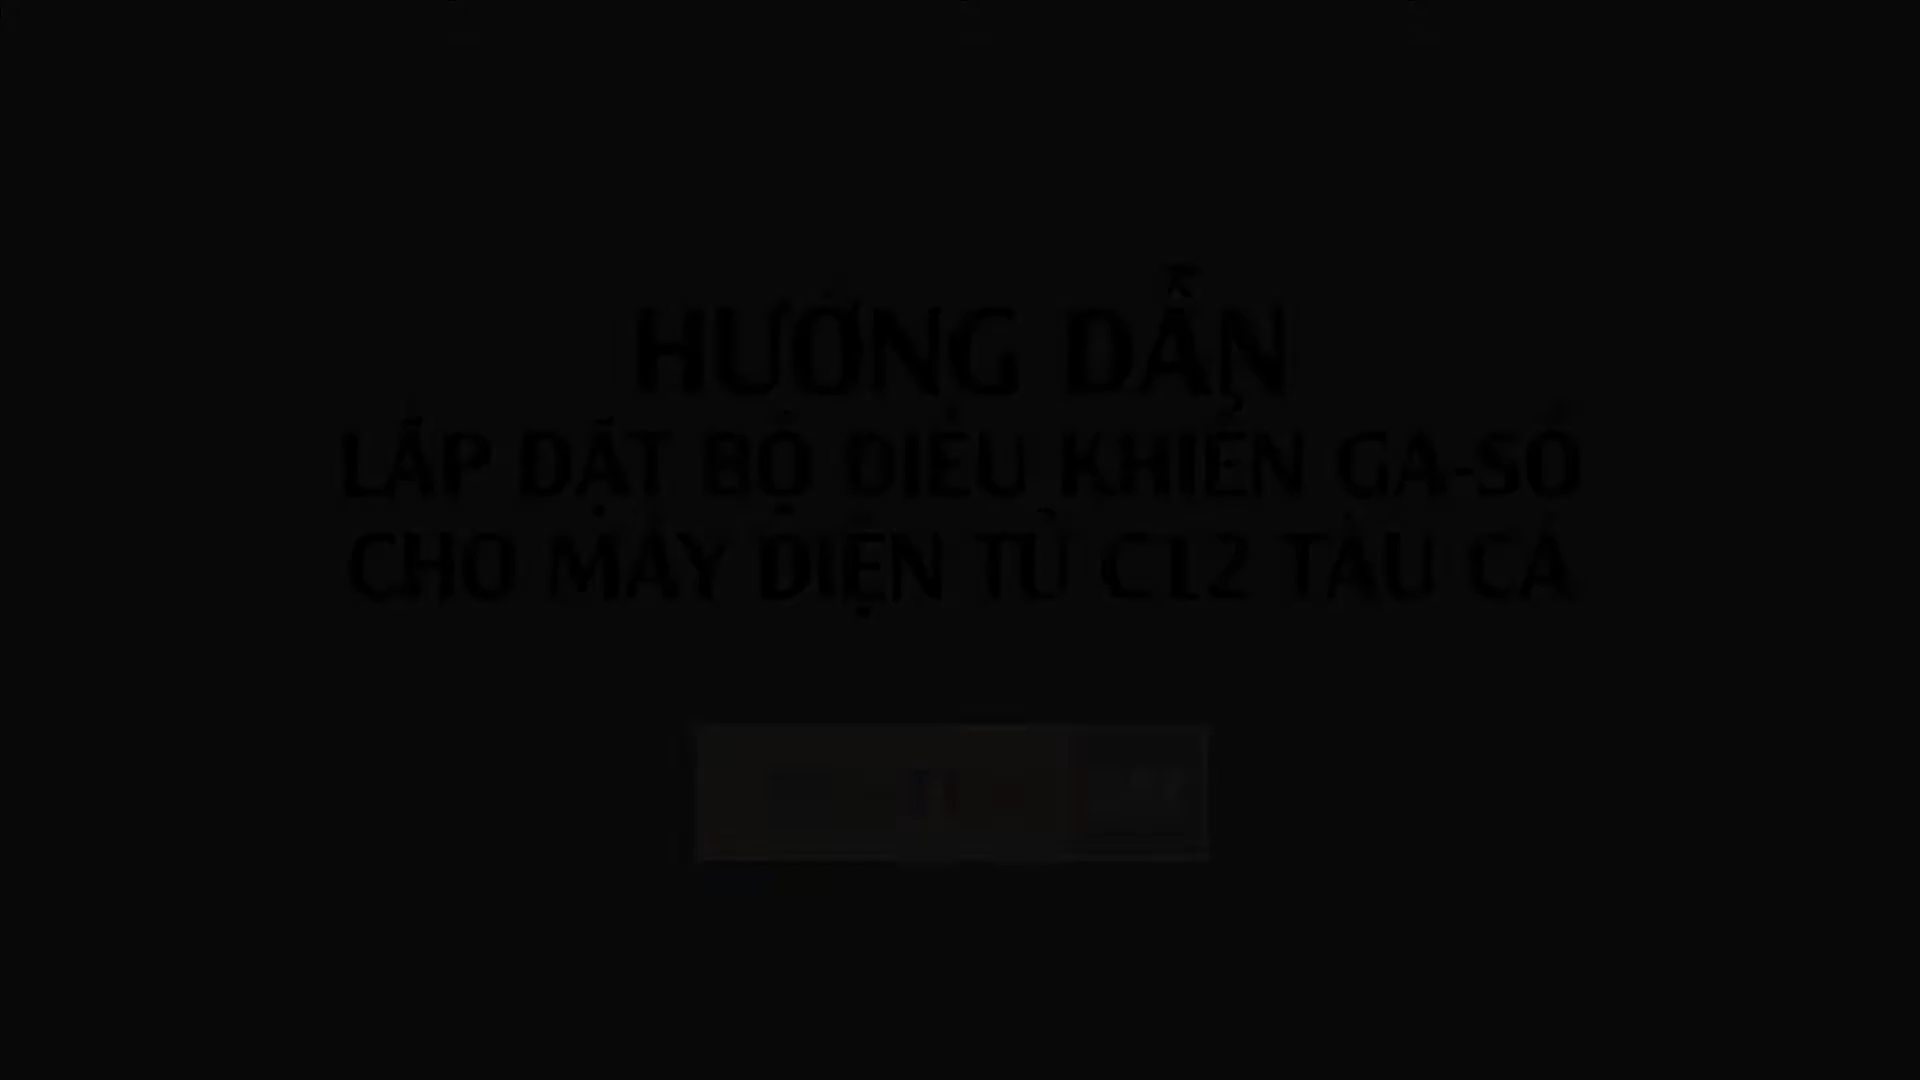 HƯỚNG DẪN
LẮP ĐẶT BỘ ĐIỀU KHIỂN GA-SỐ
CHO MÁY ĐIỆN TỬ C12 TÀU CÁ